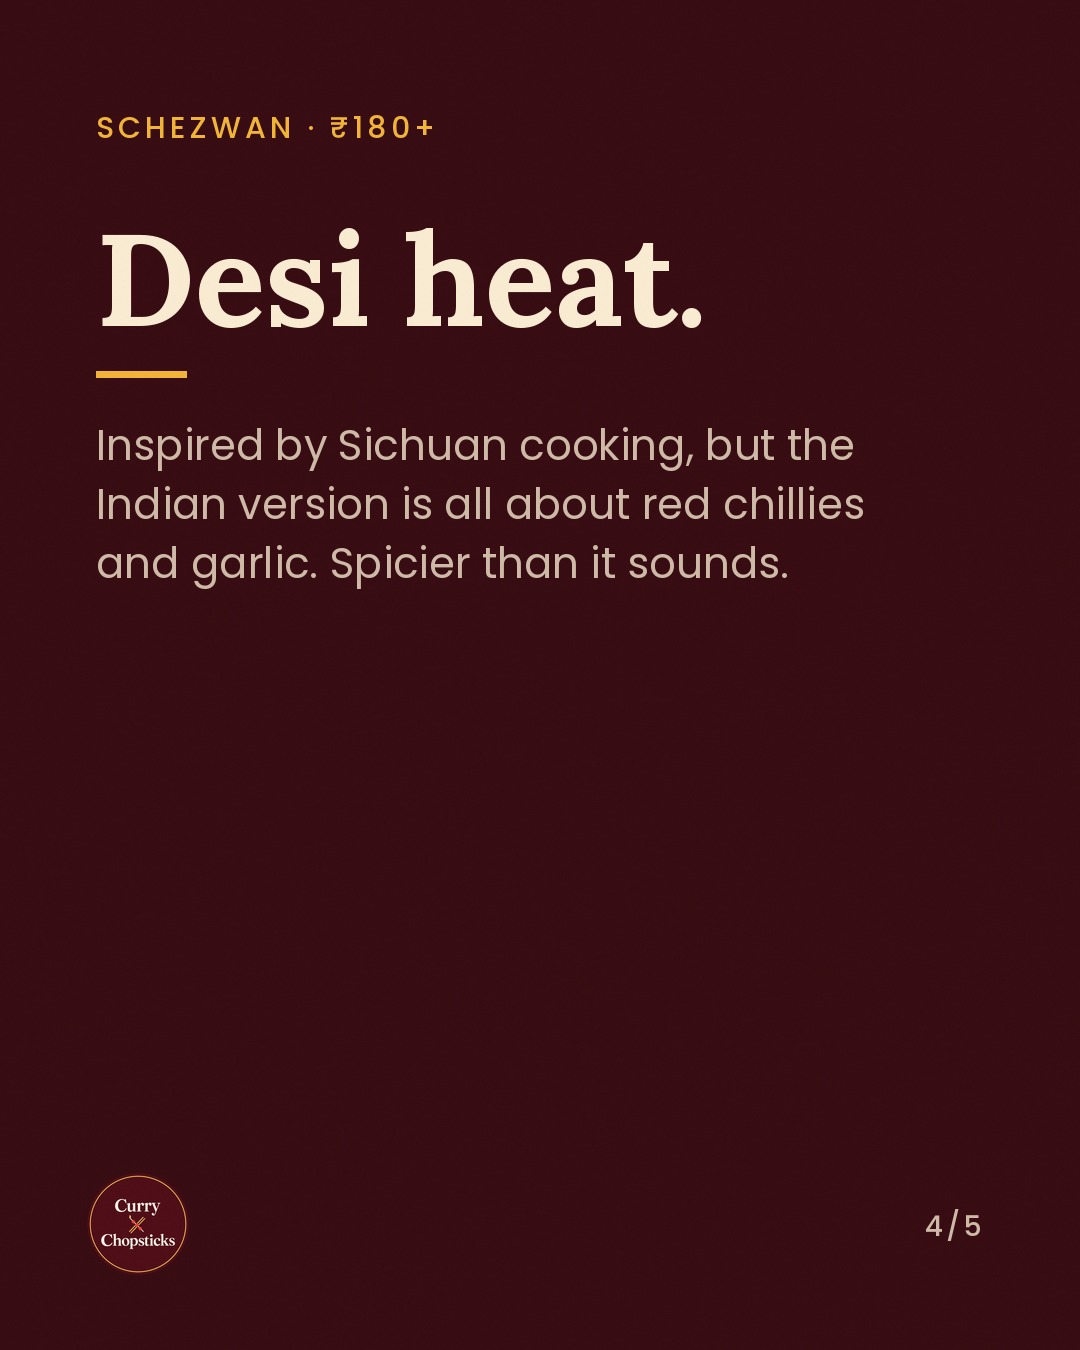 SCHEZWAN · ₹180+
Desi heat.
Inspired by Sichuan cooking, but the
Indian version is all about red chillies
and garlic. Spicier than it sounds.
Curry
Chopsticks
4/5